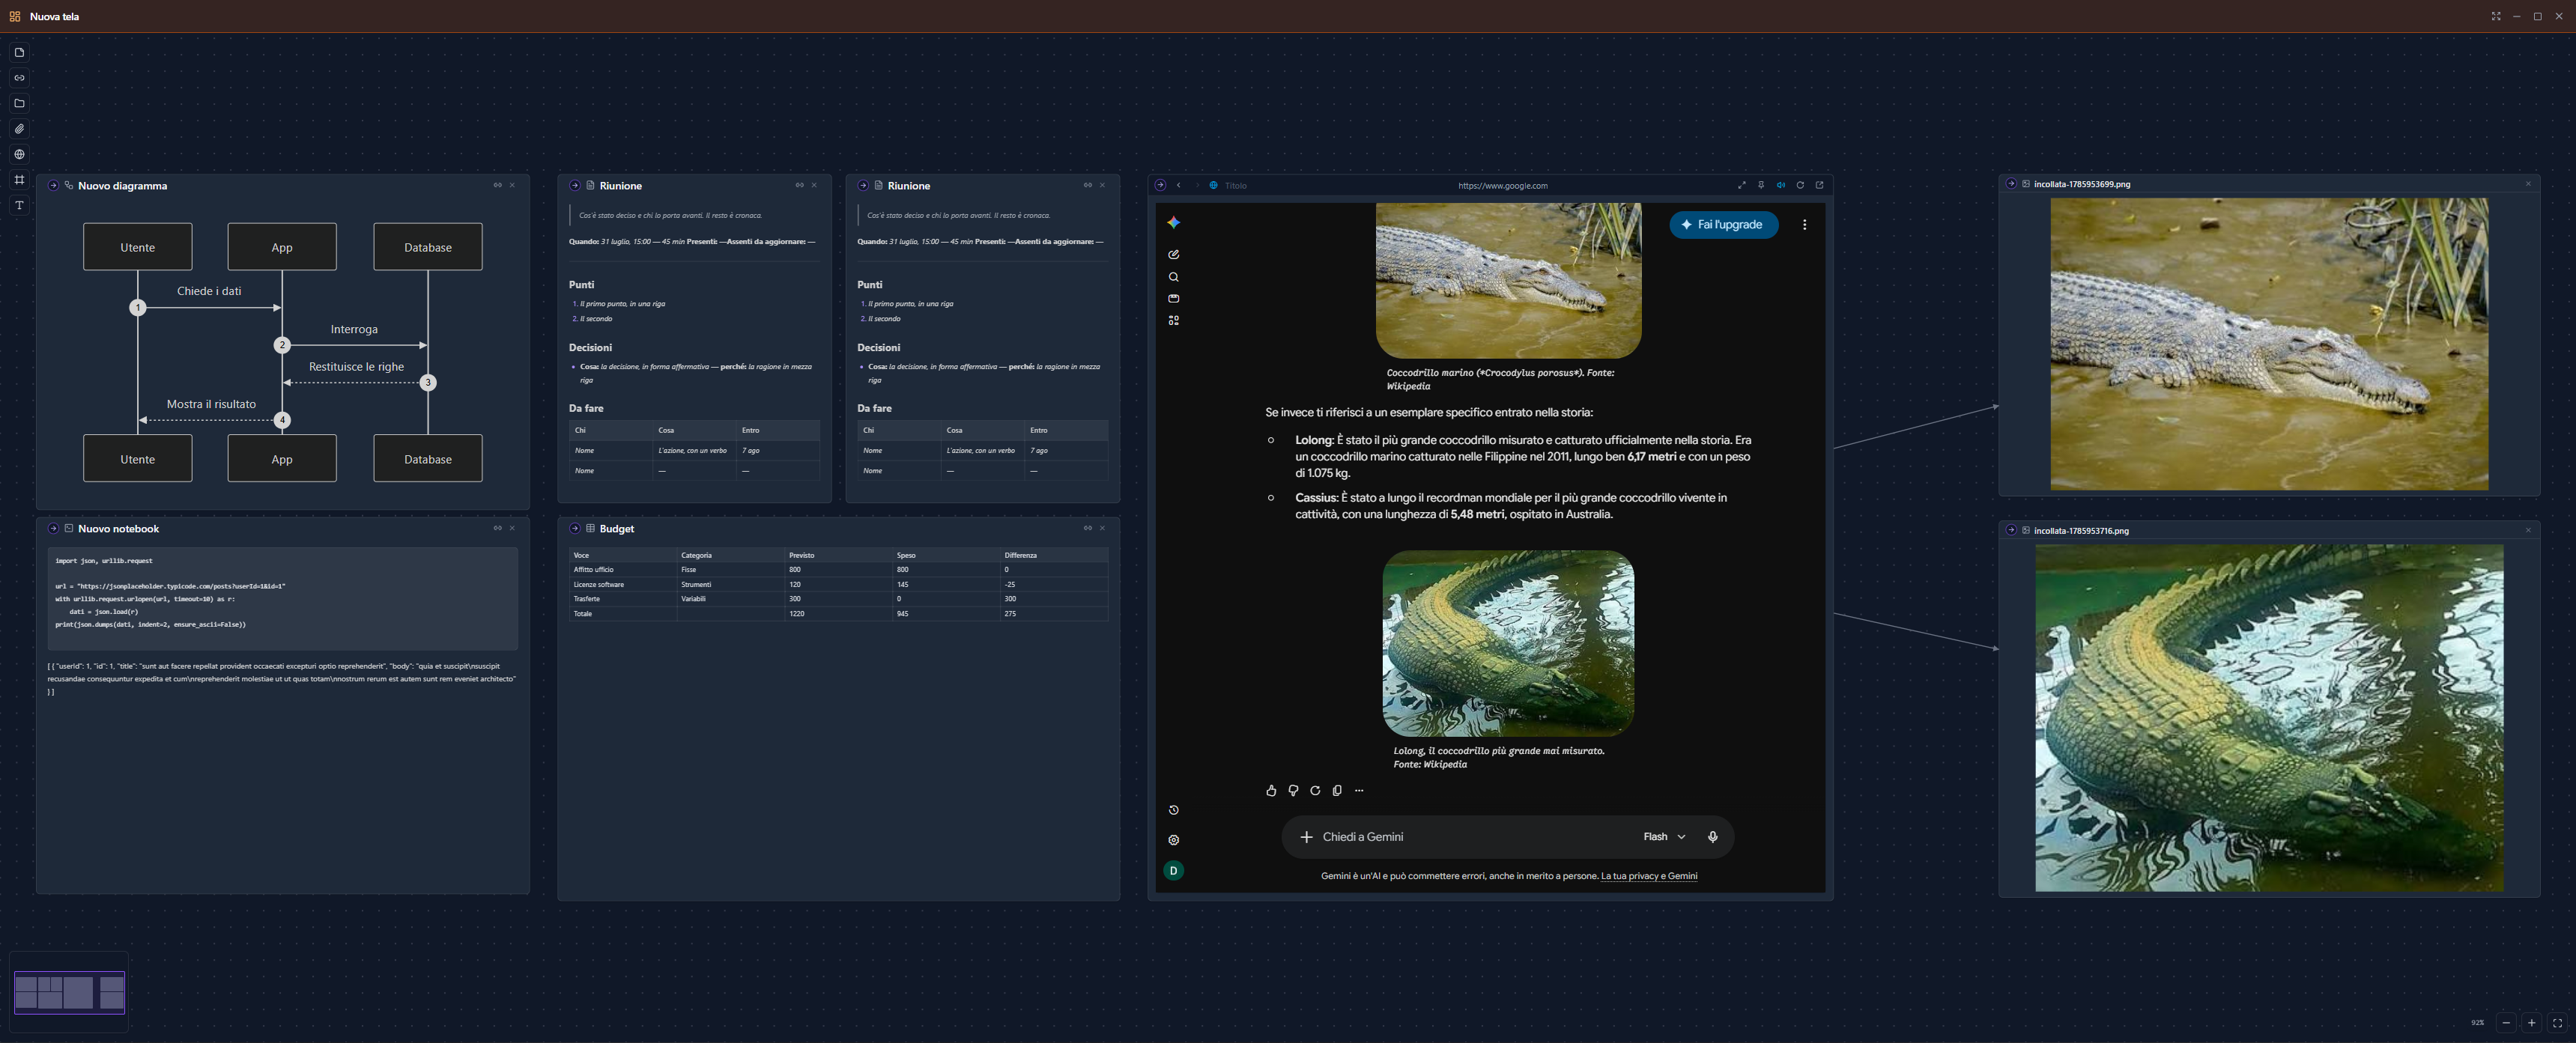 Nuova tela
Nuovo diagramma
Utente
App
Database
Chiede i dati
1
Interroga
2
Restituisce le righe
3
Mostra il risultato
4
Utente
App
Database
Nuovo notebook
import json, urllib.request
url = "https://jsonplaceholder.typicode.com/posts?userId=1&id=1"
with urllib.request.urlopen(url, timeout=10) as r:
dati = json.load(r)
print(json.dumps(dati, indent=2, ensure_ascii=False))
[ { "userId": 1, "id": 1, "title": "sunt aut facere repellat provident occaecati excepturi optio reprehenderit", "body": "quia et suscipit\nsuscipit
recusandae consequuntur expedita et cum\nreprehenderit molestiae ut ut quas totam\nnostrum rerum est autem sunt rem eveniet architecto"
} ]
Riunione
Cos'è stato deciso e chi lo porta avanti. Il resto è cronaca.
Quando: 31 luglio, 15:00 — 45 min Presenti: —Assenti da aggiornare: —
Punti
1. Il primo punto, in una riga
2. Il secondo
Decisioni
• Cosa: la decisione, in forma affermativa — perché: la ragione in mezza
riga
Da fare
Chi Cosa Entro
Nome L'azione, con un verbo 7 ago
Nome — —
Riunione
Cos'è stato deciso e chi lo porta avanti. Il resto è cronaca.
Quando: 31 luglio, 15:00 — 45 min Presenti: —Assenti da aggiornare: —
Punti
1. Il primo punto, in una riga
2. Il secondo
Decisioni
• Cosa: la decisione, in forma affermativa — perché: la ragione in mezza
riga
Da fare
Chi Cosa Entro
Nome L'azione, con un verbo 7 ago
Nome — —
Budget
Voce Categoria Previsto Speso Differenza
Affitto ufficio Fisse 800 800 0
Licenze software Strumenti 120 145 -25
Trasferte Variabili 300 0 300
Totale 1220 945 275
Titolo
https://www.google.com
Fai l'upgrade
Coccodrillo marino (*Crocodylus porosus*). Fonte:
Wikipedia
Se invece ti riferisci a un esemplare specifico entrato nella storia:
Lolong: È stato il più grande coccodrillo misurato e catturato ufficialmente nella storia. Era
un coccodrillo marino catturato nelle Filippine nel 2011, lungo ben 6,17 metri e con un peso
di 1.075 kg.
Cassius: È stato a lungo il recordman mondiale per il più grande coccodrillo vivente in
cattività, con una lunghezza di 5,48 metri, ospitato in Australia.
Lolong, il coccodrillo più grande mai misurato.
Fonte: Wikipedia
Chiedi a Gemini
Flash
D
Gemini è un'AI e può commettere errori, anche in merito a persone. La tua privacy e Gemini
incollata-1785953699.png
incollata-1785953716.png
92%